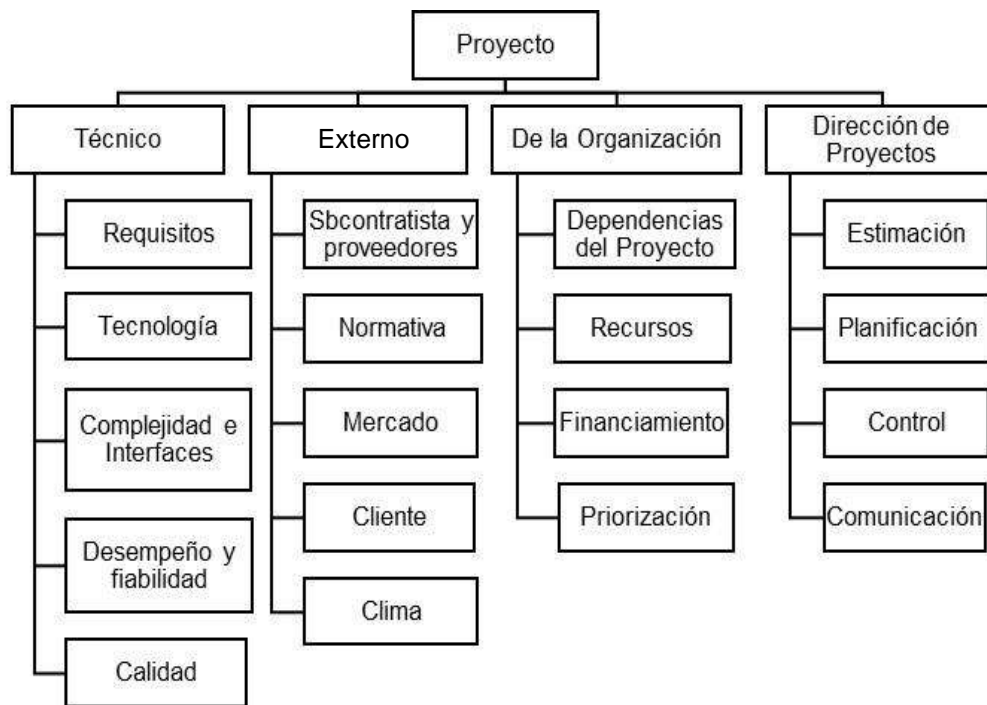 Proyecto
Técnico
Externo
De la Organización
Dirección de
Proyectos
Requisitos
Tecnología
Complejidad e
Interfaces
Desempeño y
fiabilidad
Calidad
Sbcontratista y
proveedores
Normativa
Mercado
Cliente
Clima
Dependencias
del Proyecto
Recursos
Financiamiento
Priorización
Estimación
Planificación
Control
Comunicación